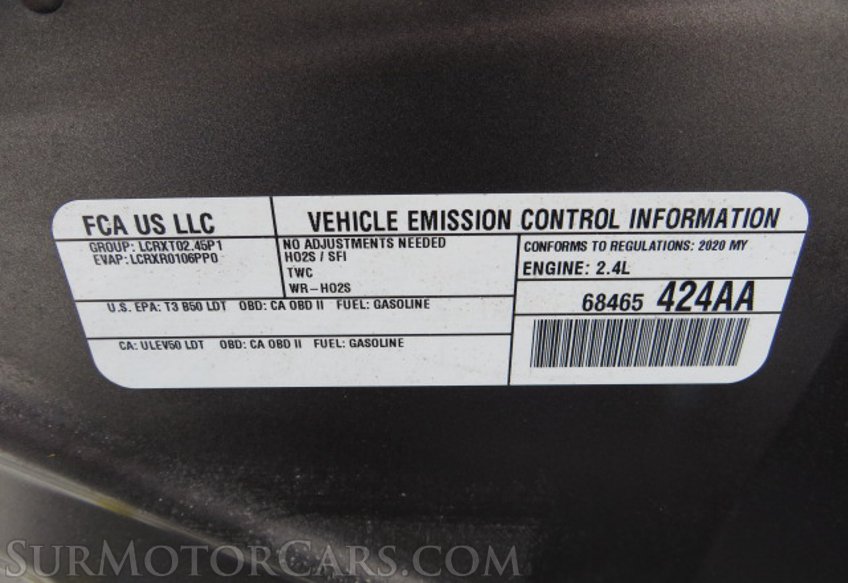 FCA US LLC
VEHICLE EMISSION CONTROL INFORMATION
GROUP: LCRXT02.45P1
EVAP: LCRXR0106PP0
NO ADJUSTMENTS NEEDED
HO2S / SFI
TWC
WR-HO2S
CONFORMS TO REGULATIONS: 2020 MY
ENGINE: 2.4L
U.S. EPA: T3 B50 LDT OBD: CA OBD II FUEL: GASOLINE
68465 424AA
CA: ULEV50 LDT OBD: CA OBD II FUEL: GASOLINE
SURMOTORCARS.COM